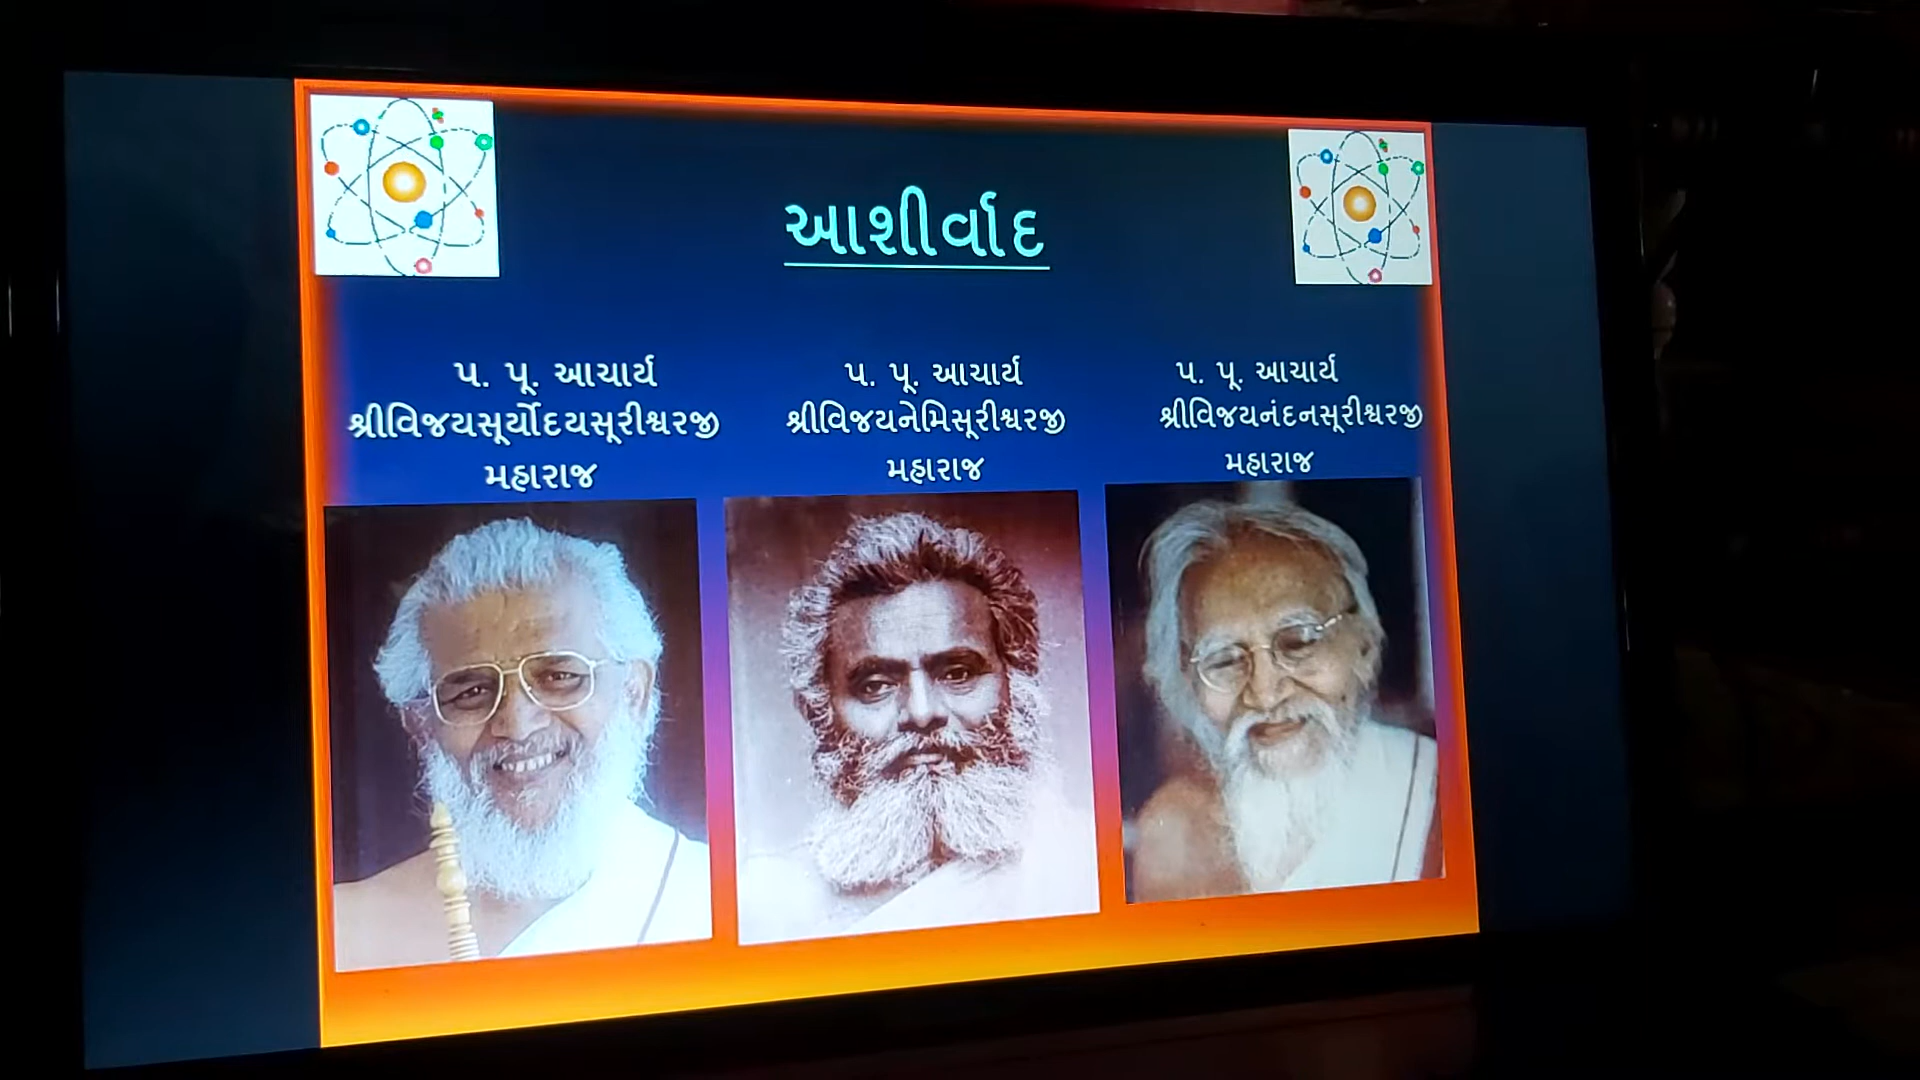 આશીર્વાદ
પ. પૂ. આચાર્ય
શ્રીવિજયસૂર્યોદયસૂરીશ્વરજી
મહારાજ
પ. પૂ. આચાર્ય
શ્રીવિજયનેમિસૂરીશ્વરજી
મહારાજ
પ. પૂ. આચાર્ય
શ્રીવિજયનંદનસૂરીશ્વરજી
મહારાજ